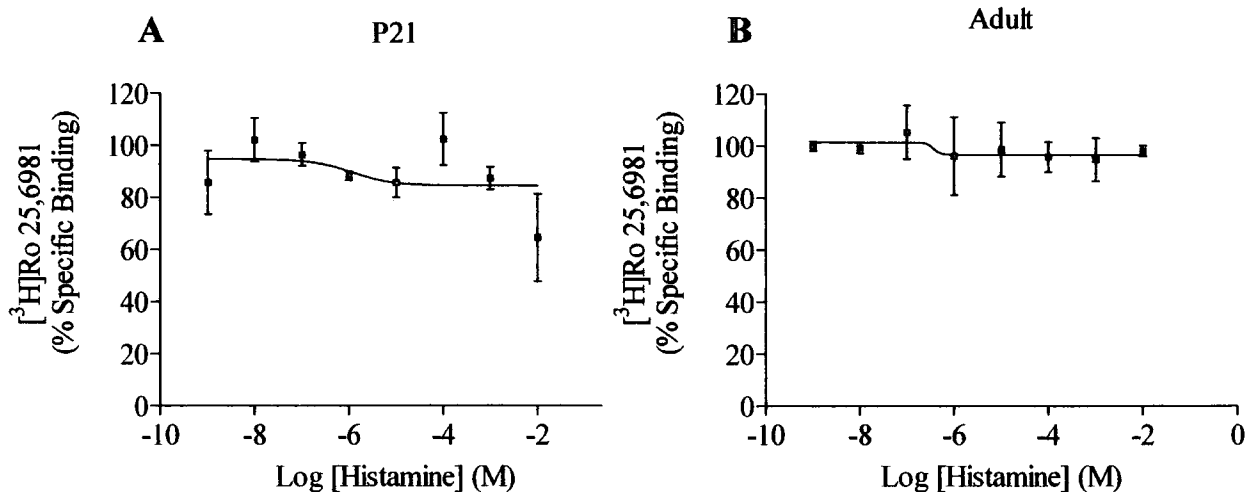 A
P21
[³H]Ro 25,6981
(% Specific Binding)
120
100
80
60
40
20
0
-10
-8
-6
-4
-2
Log [Histamine] (M)
B
Adult
[³H]Ro 25,6981
(% Specific Binding)
120
100
80
60
40
20
0
-10
-8
-6
-4
-2
0
Log [Histamine] (M)